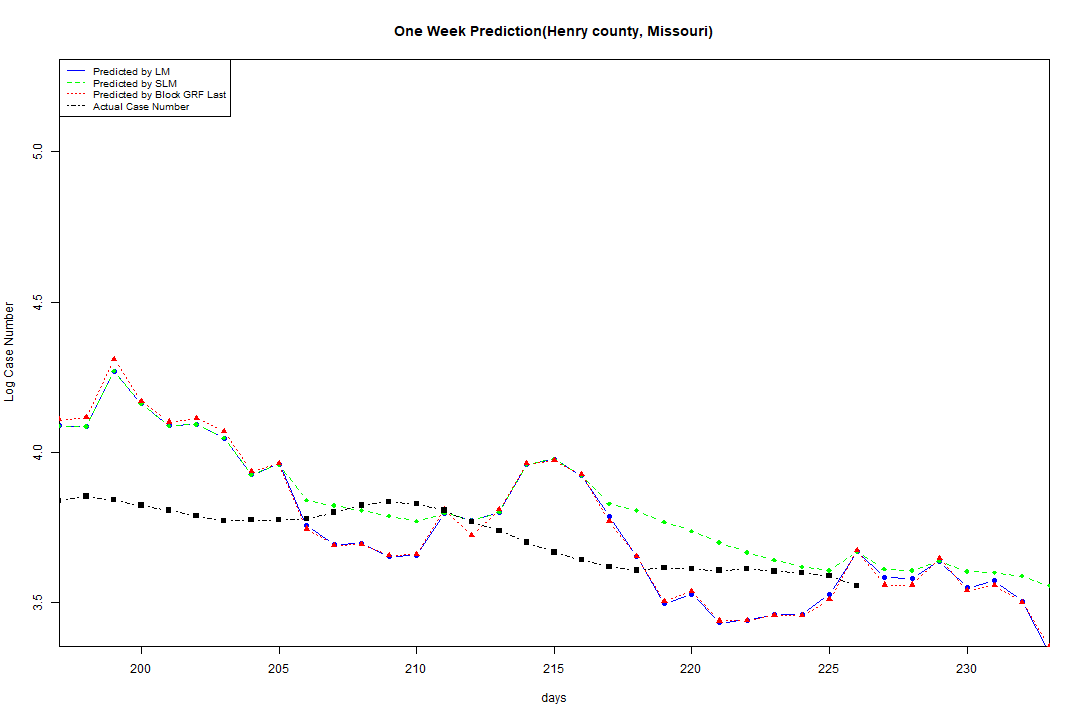 One Week Prediction(Henry county, Missouri)
Predicted by LM
Predicted by SLM
Predicted by Block GRF Last
Actual Case Number
5.0
4.5
4.0
3.5
Log Case Number
200 205 210 215 220 225 230
days